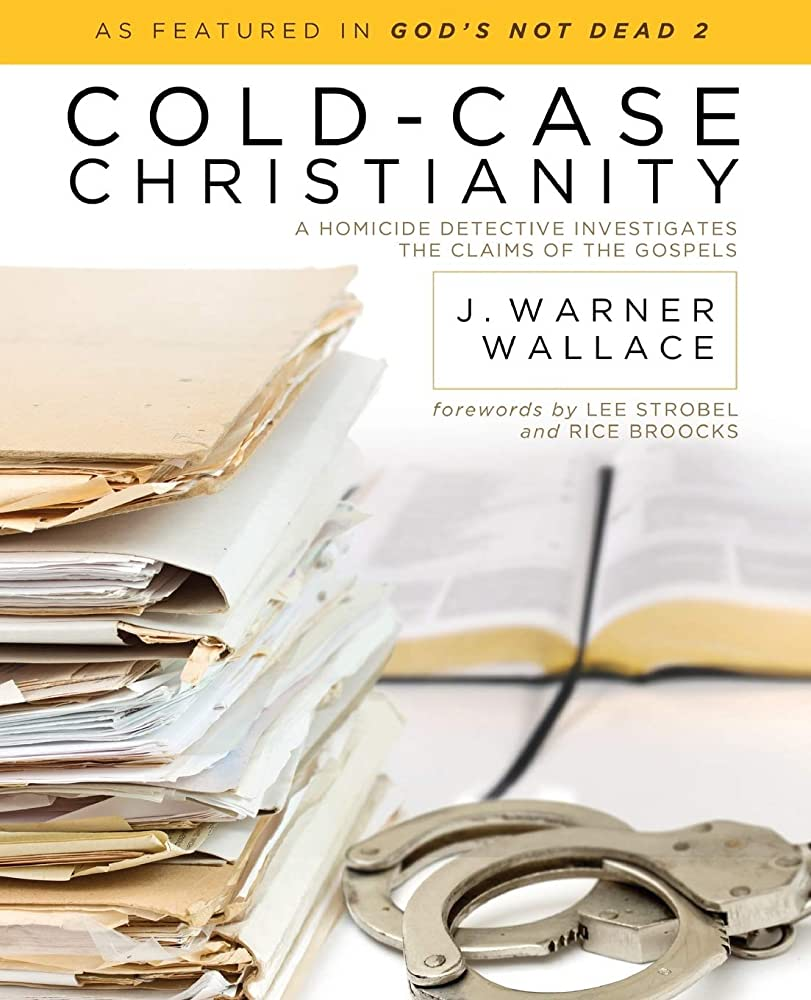 AS FEATURED IN GOD'S NOT DEAD 2
COLD-CASE
CHRISTIANITY
A HOMICIDE DETECTIVE INVESTIGATES
THE CLAIMS OF THE GOSPELS
J. WARNER
WALLACE
forewords by LEE STROBEL
and RICE BROOCKS